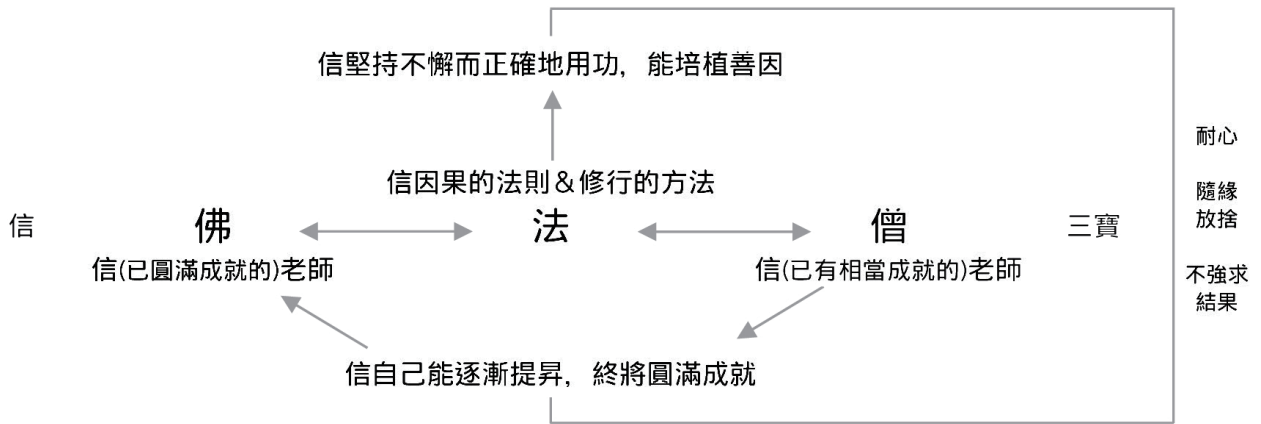 信堅持不懈而正確地用功，能培植善因
耐心
信因果的法則＆修行的方法
隨緣
放捨
信 佛 法 僧 三寶
信(已圓滿成就的)老師 信(已有相當成就的)老師
不強求
結果
信自己能逐漸提昇，終將圓滿成就